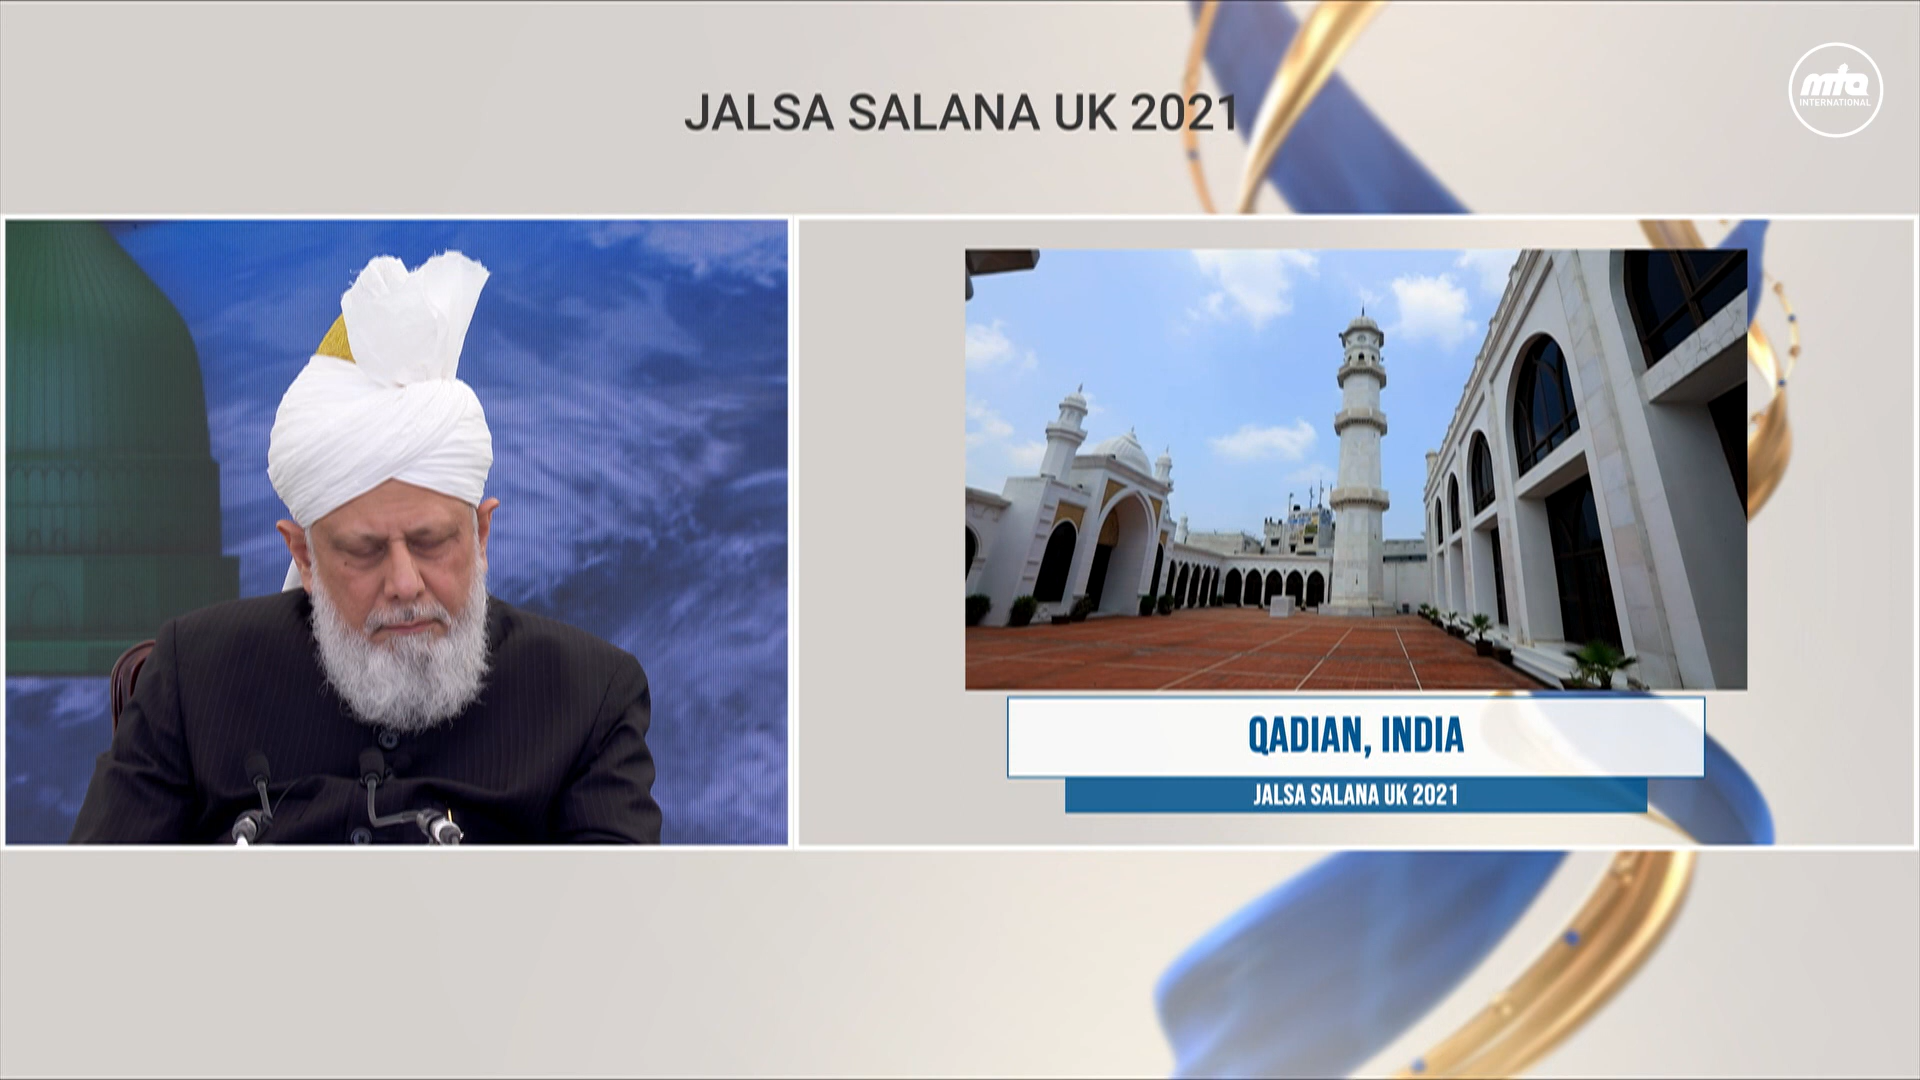 JALSA SALANA UK 2021
mta
INTERNATIONAL
QADIAN, INDIA
JALSA SALANA UK 2021